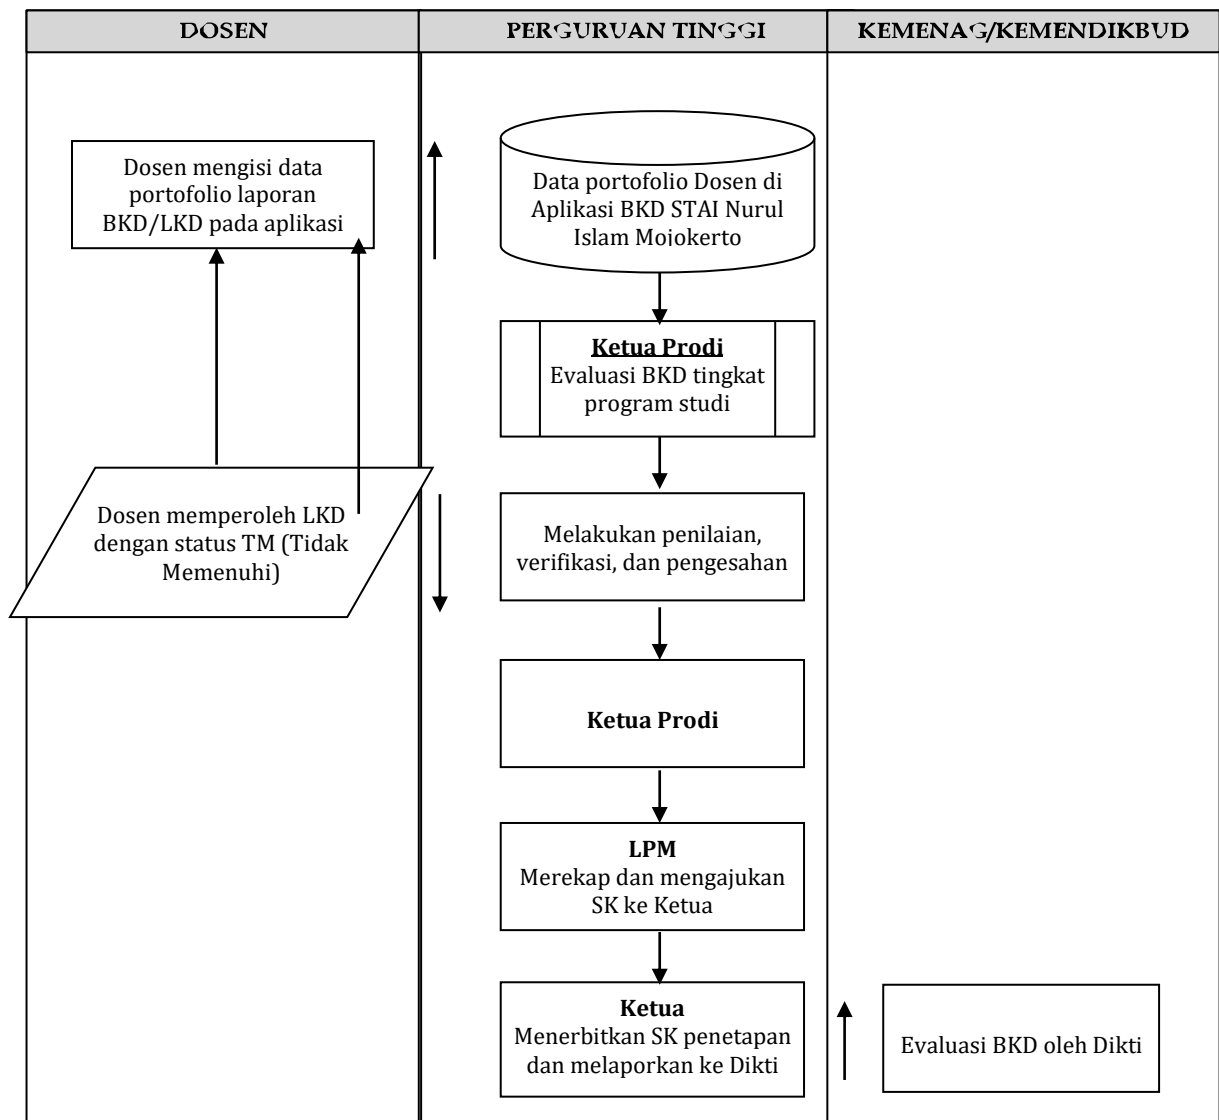 DOSEN
PERGURUAN TINGGI
KEMENAG/KEMENDIKBUD
Dosen mengisi data
portofolio laporan
BKD/LKD pada aplikasi
Data portofolio Dosen di
Aplikasi BKD STAI Nurul
Islam Mojokerto
Ketua Prodi
Evaluasi BKD tingkat
program studi
Dosen memperoleh LKD
dengan status TM (Tidak
Memenuhi)
Melakukan penilaian,
verifikasi, dan pengesahan
Ketua Prodi
LPM
Merekap dan mengajukan
SK ke Ketua
Ketua
Menerbitkan SK penetapan
dan melaporkan ke Dikti
Evaluasi BKD oleh Dikti